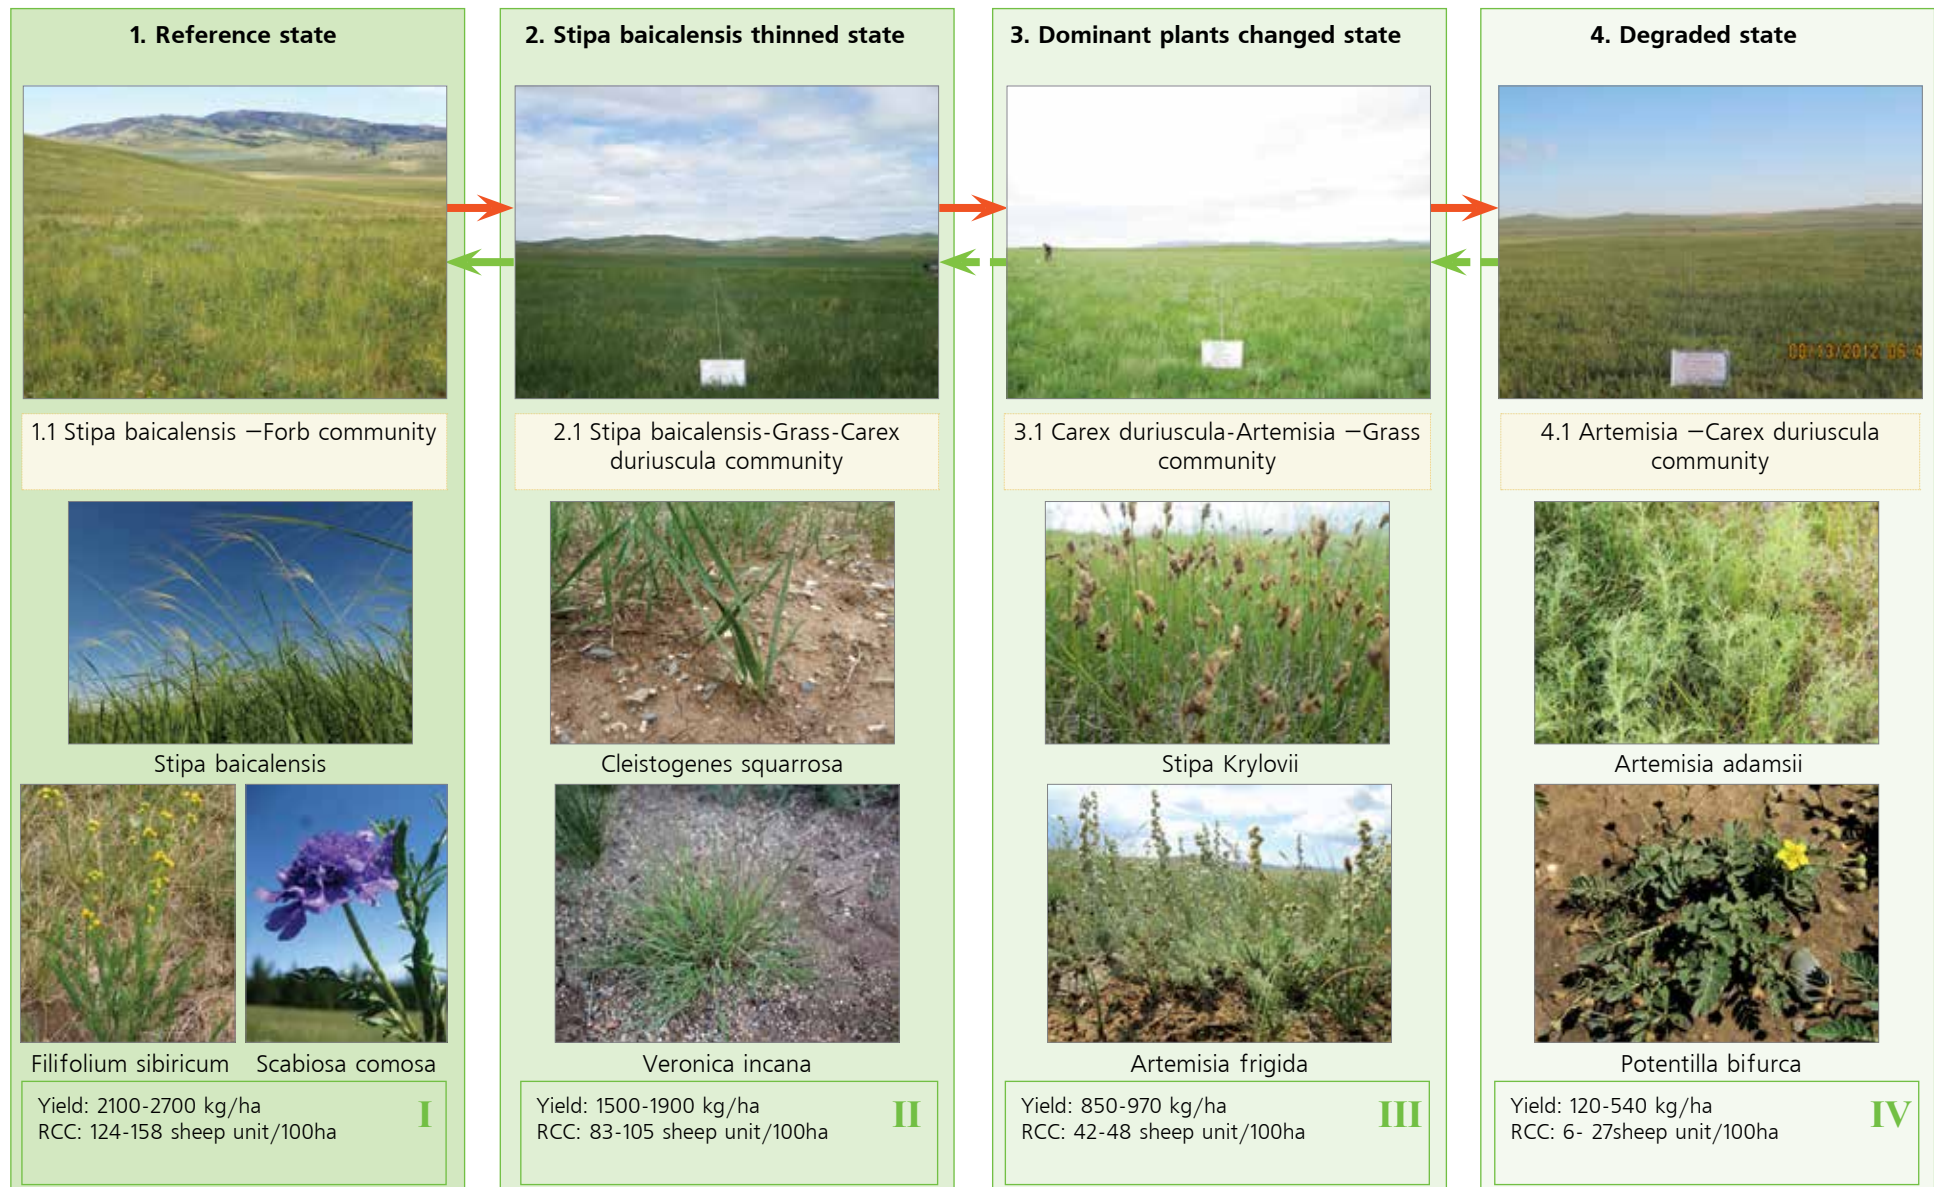 1. Reference state
1.1 Stipa baicalensis –Forb community
Stipa baicalensis
Filifolium sibiricum
Scabiosa comosa
Yield: 2100-2700 kg/ha
RCC: 124-158 sheep unit/100ha
I
2. Stipa baicalensis thinned state
2.1 Stipa baicalensis-Grass-Carex
duriuscula community
Cleistogenes squarrosa
Veronica incana
Yield: 1500-1900 kg/ha
RCC: 83-105 sheep unit/100ha
II
3. Dominant plants changed state
3.1 Carex duriuscula-Artemisia –Grass
community
Stipa Krylovii
Artemisia frigida
Yield: 850-970 kg/ha
RCC: 42-48 sheep unit/100ha
III
4. Degraded state
08/13/2012
4.1 Artemisia –Carex duriuscula
community
Artemisia adamsii
Potentilla bifurca
Yield: 120-540 kg/ha
RCC: 6- 27sheep unit/100ha
IV